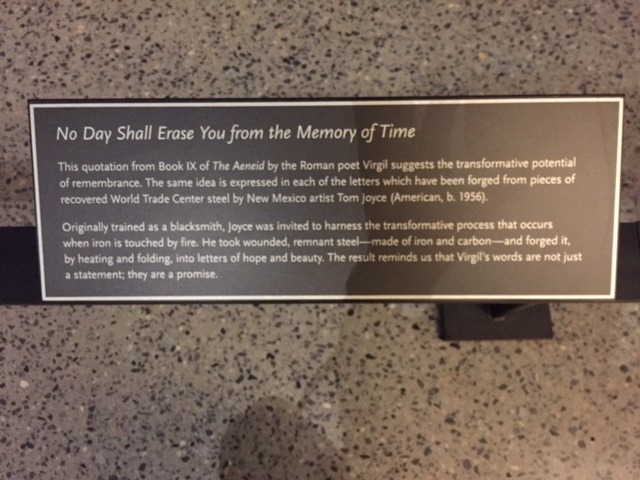 No Day Shall Erase You from the Memory of Time
This quotation from Book IX of The Aeneid by the Roman poet Virgil suggests the transformative potential
of remembrance. The same idea is expressed in each of the letters which have been forged from pieces of
recovered World Trade Center steel by New Mexico artist Tom Joyce (American, b. 1956).
Originally trained as a blacksmith, Joyce was invited to harness the transformative process that occurs
when iron is touched by fire. He took wounded, remnant steel—made of iron and carbon—and forged it,
by heating and folding, into letters of hope and beauty. The result reminds us that Virgil's words are not just
a statement; they are a promise.